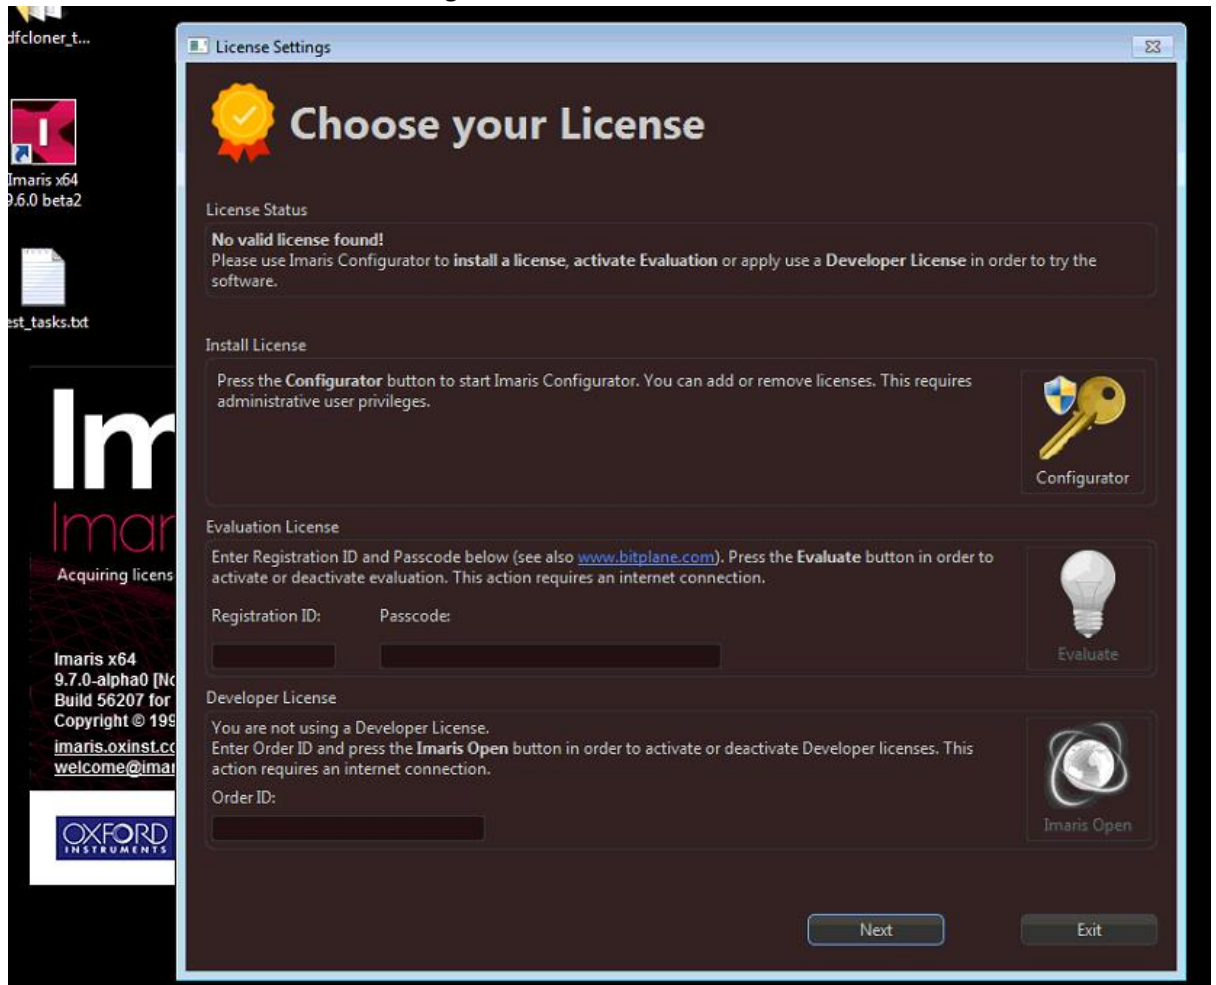 dfcloner_t...
License Settings
Choose your License
Imaris x64
9.6.0 beta2
License Status
No valid license found!
Please use Imaris Configurator to install a license, activate Evaluation or apply use a Developer License in order to try the
software.
est_tasks.txt
Install License
Press the Configurator button to start Imaris Configurator. You can add or remove licenses. This requires
administrative user privileges.
Configurator
Im
Imar
Acquiring licens
Evaluation License
Enter Registration ID and Passcode below (see also www.bitplane.com). Press the Evaluate button in order to
activate or deactivate evaluation. This action requires an internet connection.
Registration ID: Passcode:
Evaluate
Imaris x64
9.7.0-alpha0 [No
Build 56207 for
Copyright © 199
imaris.oxinst.co
welcome@imar
Developer License
You are not using a Developer License.
Enter Order ID and press the Imaris Open button in order to activate or deactivate Developer licenses. This
action requires an internet connection.
Order ID:
Imaris Open
OXFORD
INSTRUMENTS
Next Exit